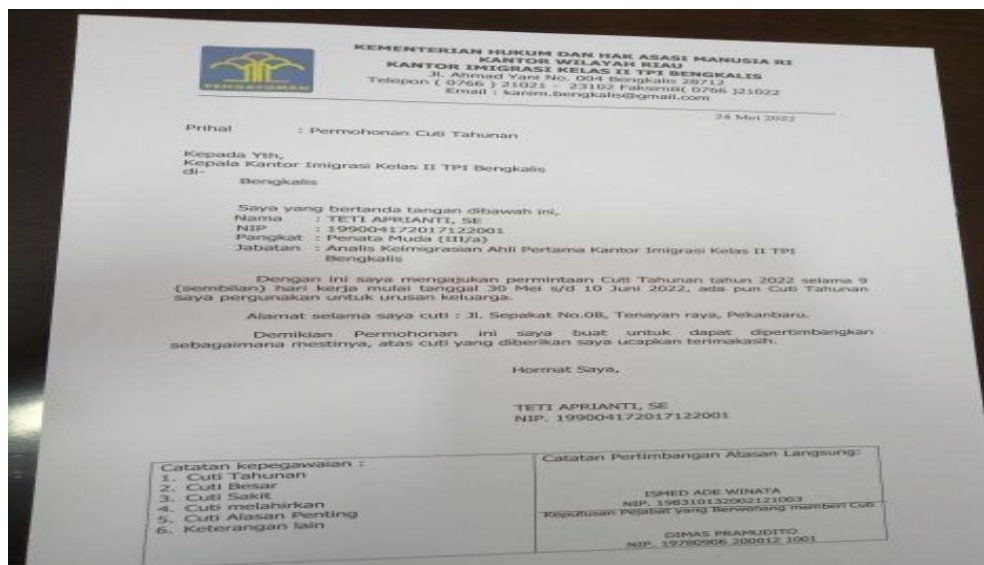 PENGAYOMAN
KEMENTERIAN HUKUM DAN HAK ASASI MANUSIA RI
KANTOR WILAYAH RIAU
KANTOR IMIGRASI KELAS II TPI BENGKALIS
Jl. Ahmad Yani No. 004 Bengkalis 28712
Telepon ( 0766 ) 21021 - 23102 Faksimili( 0766 )21022
Email : kanim.bengkalis@gmail.com
24 Mei 2022
Prihal : Permohonan Cuti Tahunan
Kepada Yth,
Kepala Kantor Imigrasi Kelas II TPI Bengkalis
di-
Bengkalis
Saya yang bertanda tangan dibawah ini,
Nama : TETI APRIANTI, SE
NIP : 199004172017122001
Pangkat : Penata Muda (III/a)
Jabatan : Analis Keimigrasian Ahli Pertama Kantor Imigrasi Kelas II TPI
Bengkalis
Dengan ini saya mengajukan permintaan Cuti Tahunan tahun 2022 selama 9
(sembilan) hari kerja mulai tanggal 30 Mei s/d 10 Juni 2022, ada pun Cuti Tahunan
saya pergunakan untuk urusan keluarga.
Alamat selama saya cuti : Jl. Sepakat No.08, Tenayan raya, Pekanbaru.
Demikian Permohonan ini saya buat untuk dapat dipertimbangkan
sebagaimana mestinya, atas cuti yang diberikan saya ucapkan terimakasih.
Hormat Saya,
TETI APRIANTI, SE
NIP. 199004172017122001
Catatan kepegawaian :
1. Cuti Tahunan
2. Cuti Besar
3. Cuti Sakit
4. Cuti melahirkan
5. Cuti Alasan Penting
6. Keterangan lain
Catatan Pertimbangan Atasan Langsung:
ISMED ADE WINATA
NIP. 198310132002121003
Keputusan Pejabat yang Berwenang memberi Cuti
DIMAS PRAMUDITO
NIP. 19780906 200012 1001